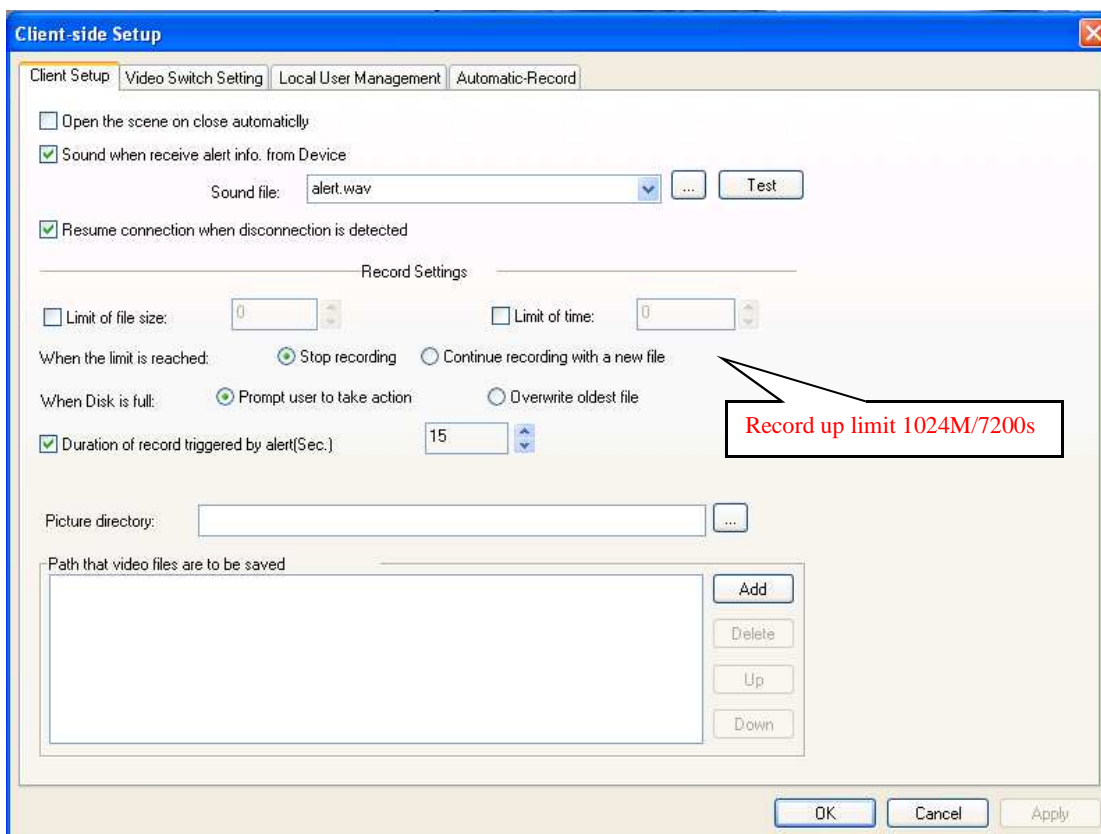 Client-side Setup
Client Setup Video Switch Setting Local User Management Automatic-Record
Open the scene on close automaticlly
Sound when receive alert info. from Device
Sound file: alert.wav ... Test
Resume connection when disconnection is detected
Record Settings
Limit of file size: 0 Limit of time: 0
When the limit is reached: Stop recording Continue recording with a new file
When Disk is full: Prompt user to take action Overwrite oldest file
Record up limit 1024M/7200s
Duration of record triggered by alert(Sec.) 15
Picture directory: ...
Path that video files are to be saved
Add
Delete
Up
Down
OK Cancel Apply